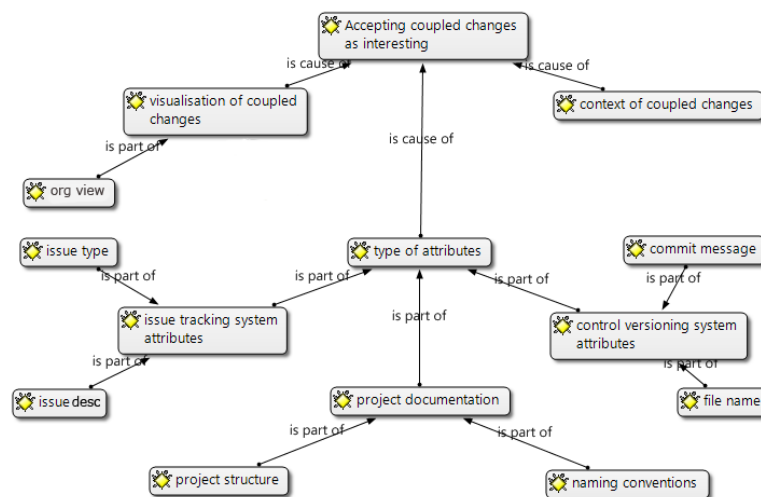 Accepting coupled changes
as interesting
is cause of
is cause of
visualisation of coupled
changes
context of coupled changes
is cause of
is part of
org view
issue type
type of attributes
commit message
is part of
is part of
is part of
is part of
issue tracking system
attributes
is part of
control versioning system
attributes
is part of
is part of
issue desc
project documentation
file name
is part of
is part of
project structure
naming conventions